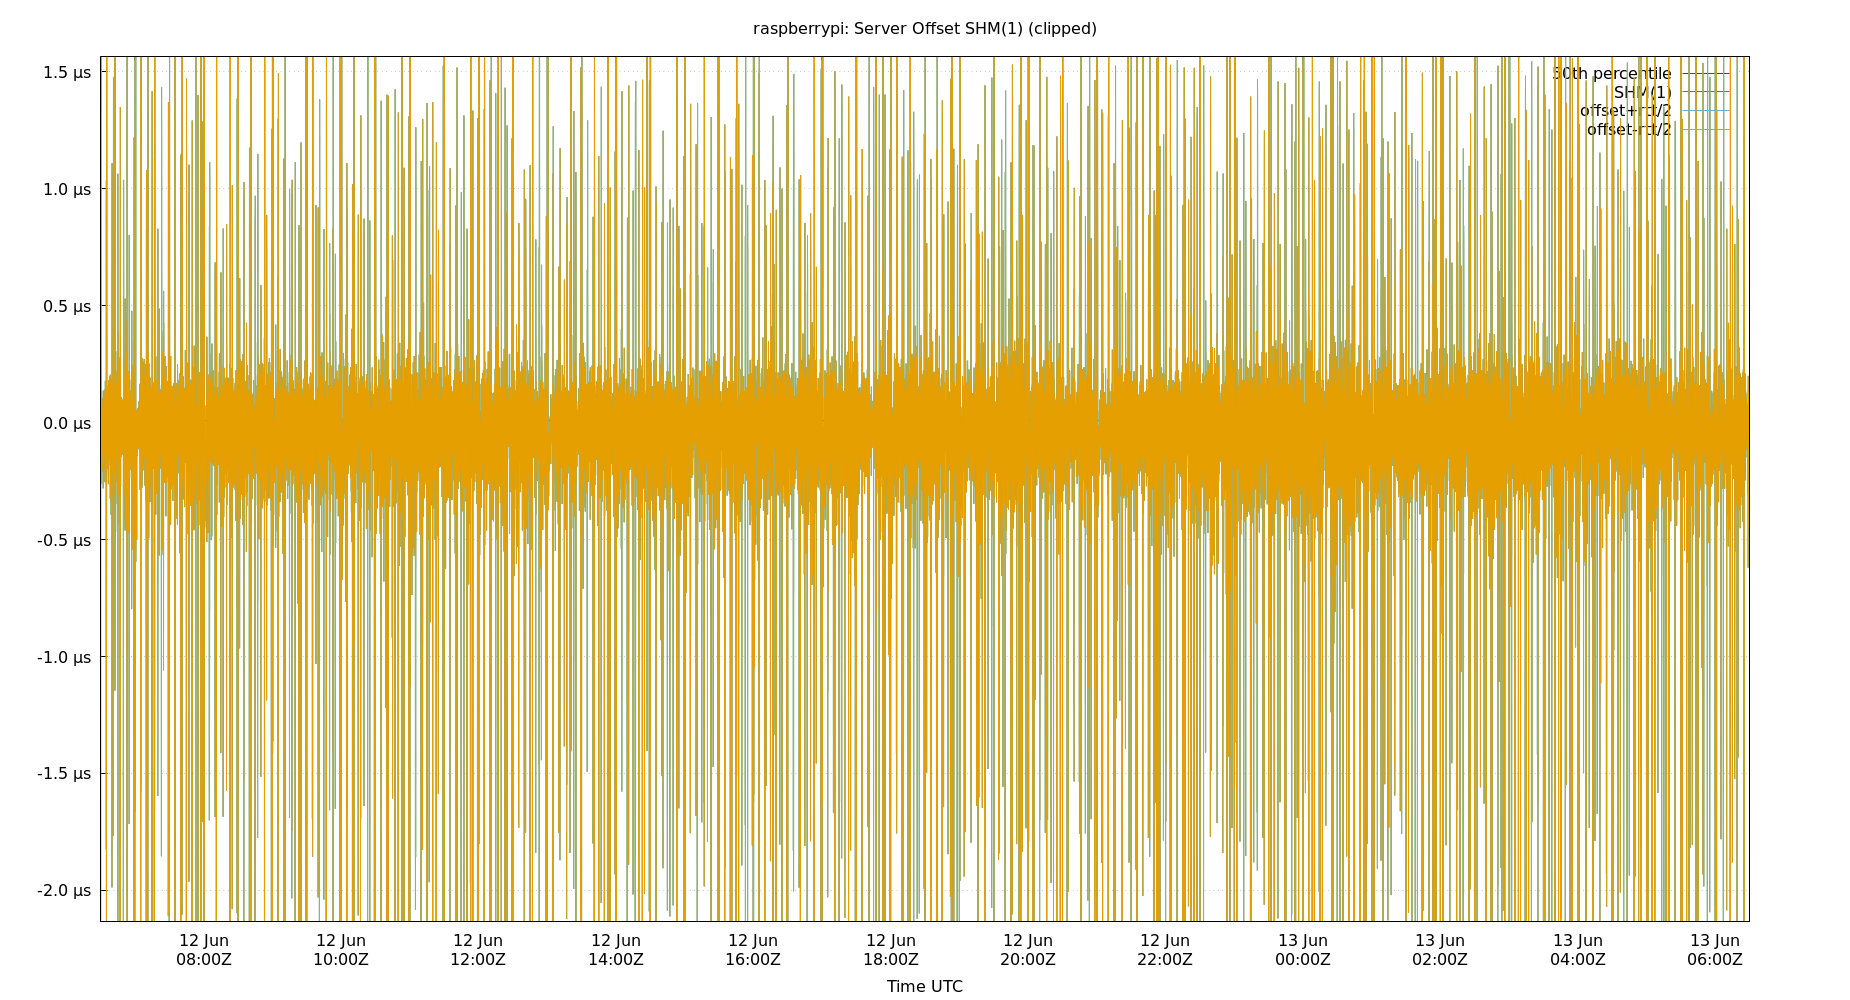 raspberrypi: Server Offset SHM(1) (clipped)
1.5 µs
1.0 µs
0.5 µs
0.0 µs
-0.5 µs
-1.0 µs
-1.5 µs
-2.0 µs
50th percentile
SHM(1)
offset+rtt/2
offset-rtt/2
12 Jun 12 Jun 12 Jun 12 Jun 12 Jun 12 Jun 12 Jun 12 Jun 13 Jun 13 Jun 13 Jun 13 Jun
08:00Z 10:00Z 12:00Z 14:00Z 16:00Z 18:00Z 20:00Z 22:00Z 00:00Z 02:00Z 04:00Z 06:00Z
Time UTC